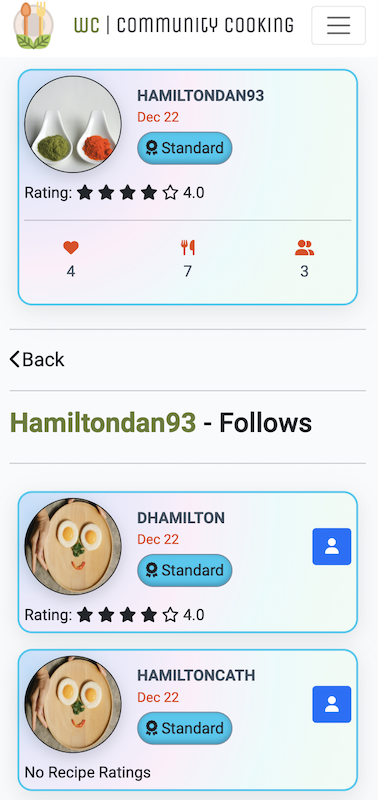 WC | COMMUNITY COOKING
HAMILTONDAN93
Dec 22
Standard
Rating: 4.0
4 7 3
Back
Hamiltondan93 - Follows
DHAMILTON
Dec 22
Standard
Rating: 4.0
HAMILTONCATH
Dec 22
Standard
No Recipe Ratings